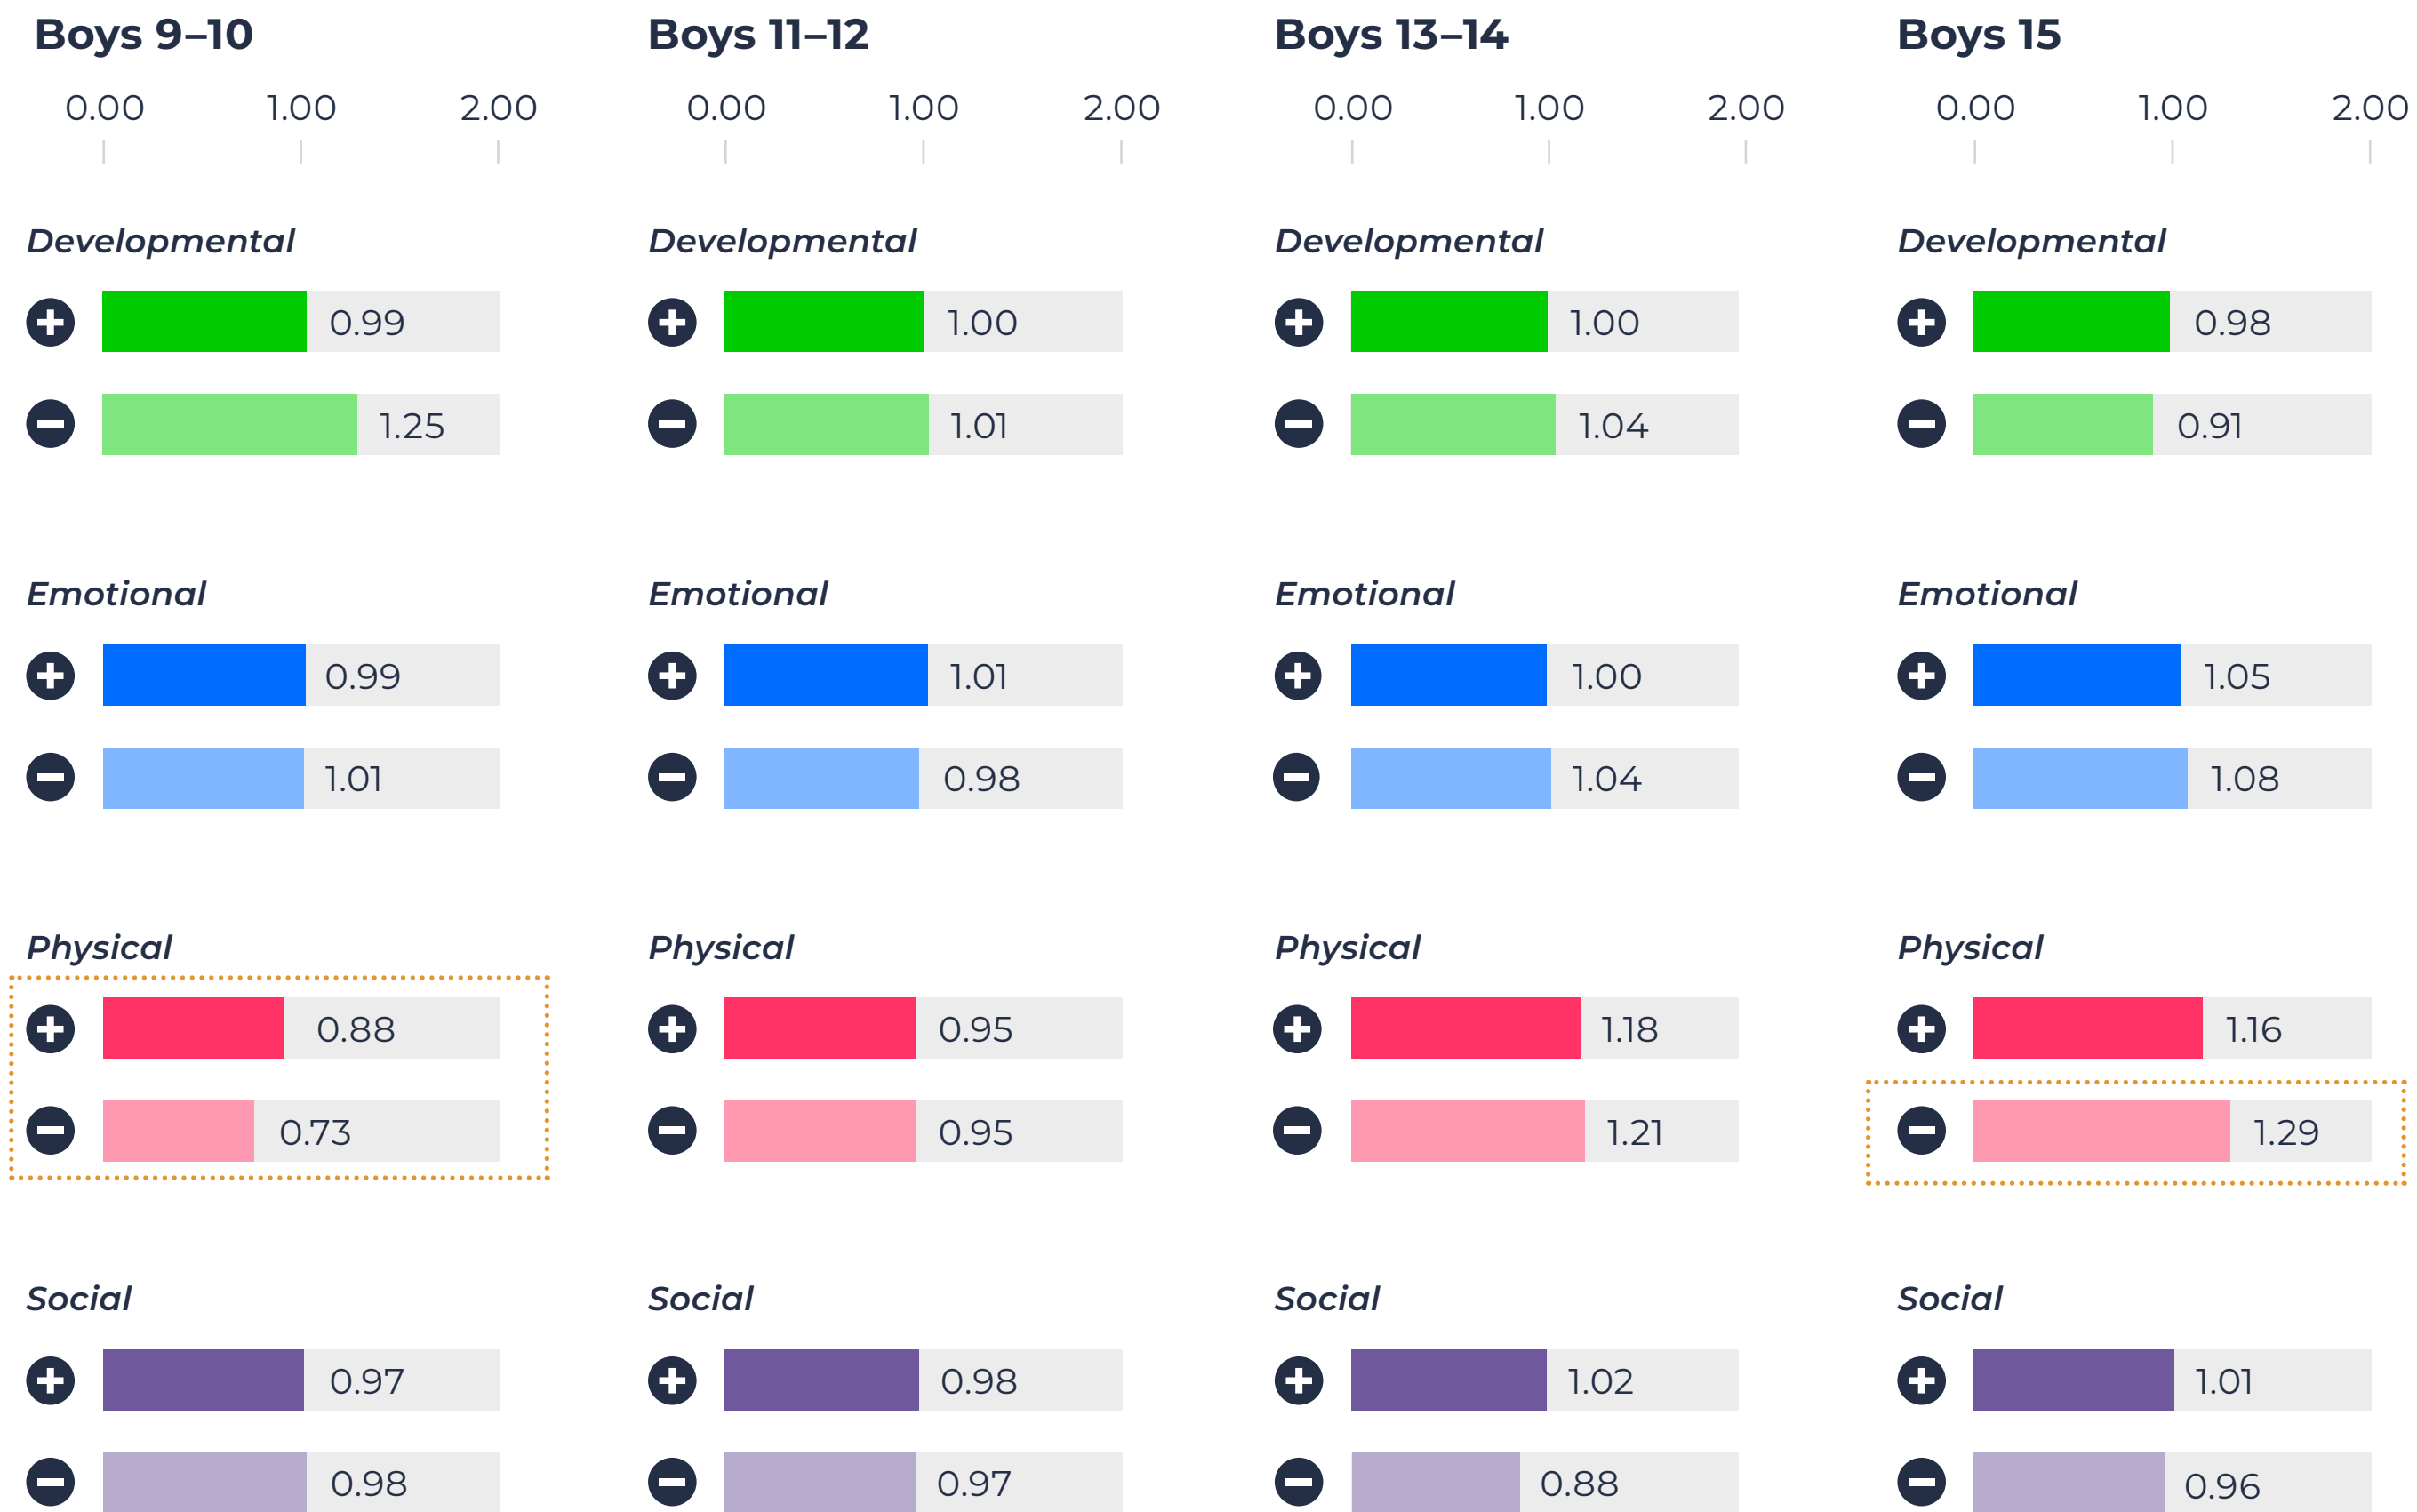 Boys 9–10 Boys 11–12 Boys 13–14 Boys 15
0.00 1.00 2.00 0.00 1.00 2.00 0.00 1.00 2.00 0.00 1.00 2.00
Developmental Developmental Developmental Developmental
0.99 1.00 1.00 0.98
1.25 1.01 1.04 0.91
Emotional Emotional Emotional Emotional
0.99 1.01 1.00 1.05
1.01 0.98 1.04 1.08
Physical Physical Physical Physical
0.88 0.95 1.18 1.16
0.73 0.95 1.21 1.29
Social Social Social Social
0.97 0.98 1.02 1.01
0.98 0.97 0.88 0.96